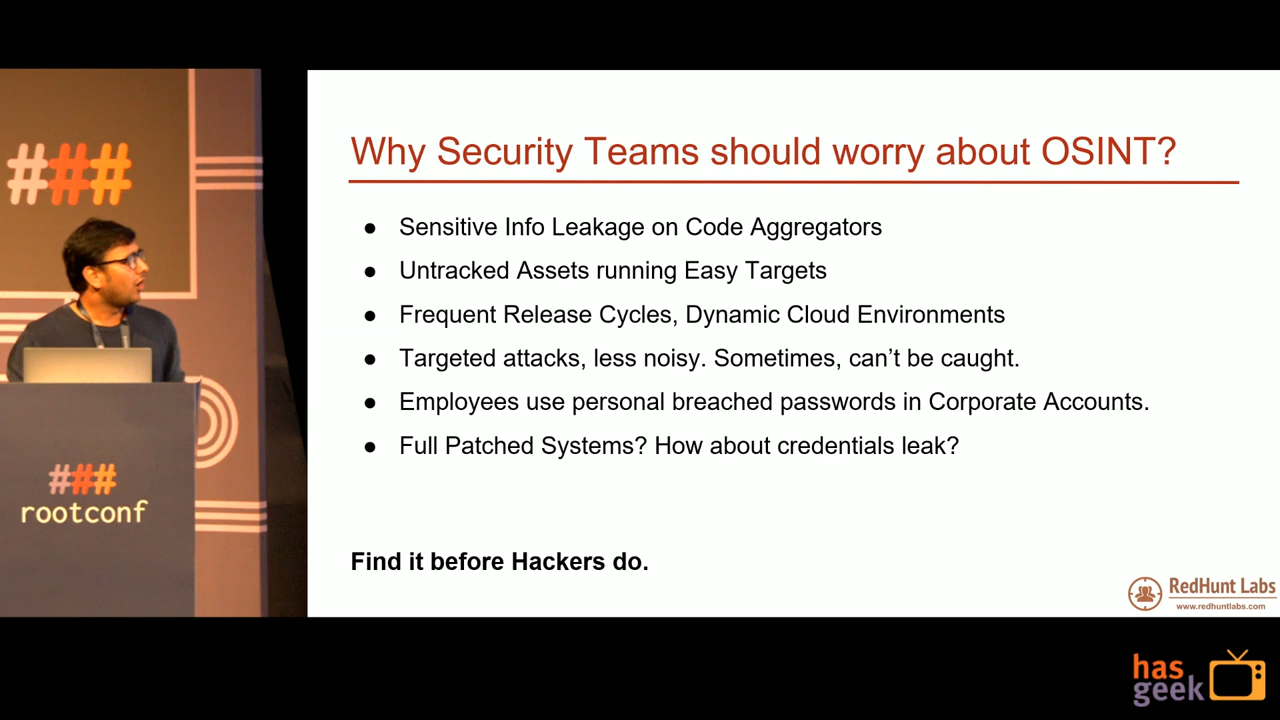 ###
###
rootconf
Why Security Teams should worry about OSINT?
● Sensitive Info Leakage on Code Aggregators
● Untracked Assets running Easy Targets
● Frequent Release Cycles, Dynamic Cloud Environments
● Targeted attacks, less noisy. Sometimes, can’t be caught.
● Employees use personal breached passwords in Corporate Accounts.
● Full Patched Systems? How about credentials leak?
Find it before Hackers do.
RedHunt Labs
www.redhuntlabs.com
has
geek